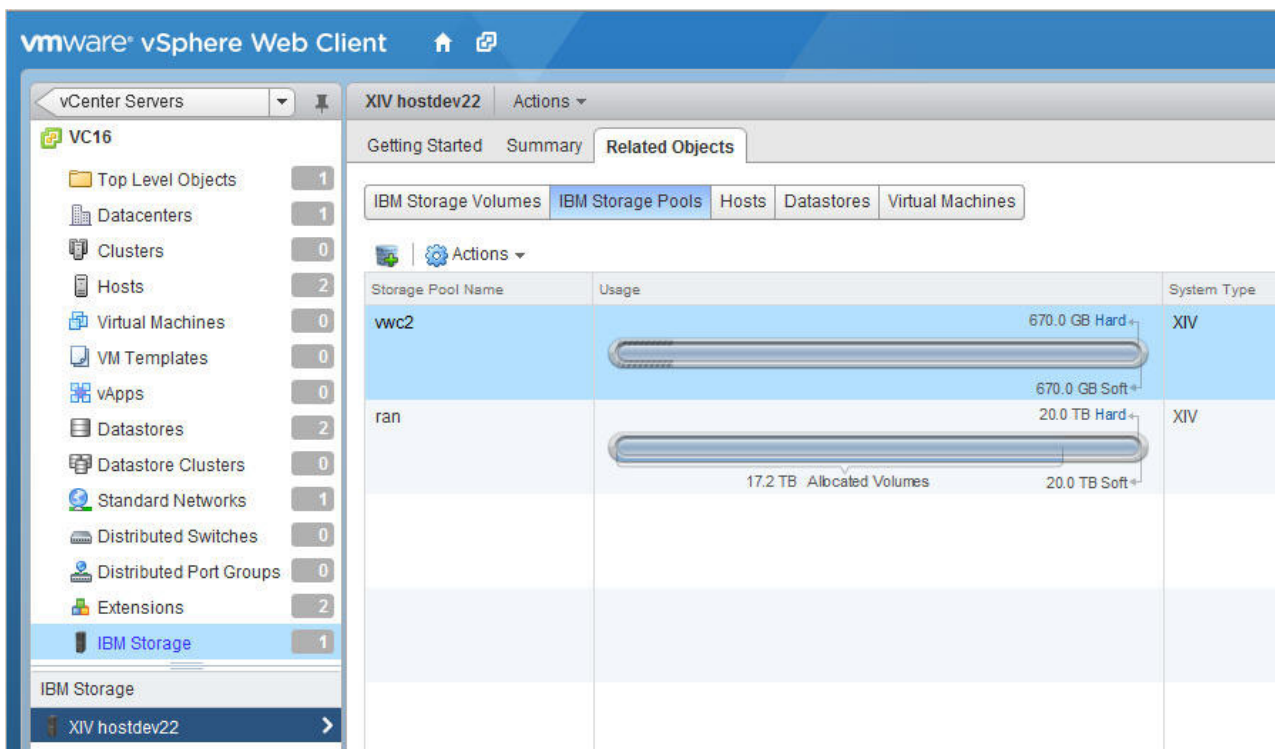 vmware® vSphere Web Client
vCenter Servers
VC16
Top Level Objects 1
Datacenters 1
Clusters 0
Hosts 2
Virtual Machines 0
VM Templates 0
vApps 0
Datastores 2
Datastore Clusters 0
Standard Networks 1
Distributed Switches 0
Distributed Port Groups 0
Extensions 2
IBM Storage 1
IBM Storage
XIV hostdev22
XIV hostdev22 Actions
Getting Started Summary Related Objects
IBM Storage Volumes IBM Storage Pools Hosts Datastores Virtual Machines
Actions
Storage Pool Name Usage System Type
vwc2 670.0 GB Hard XIV
670.0 GB Soft
ran 20.0 TB Hard XIV
17.2 TB Allocated Volumes 20.0 TB Soft